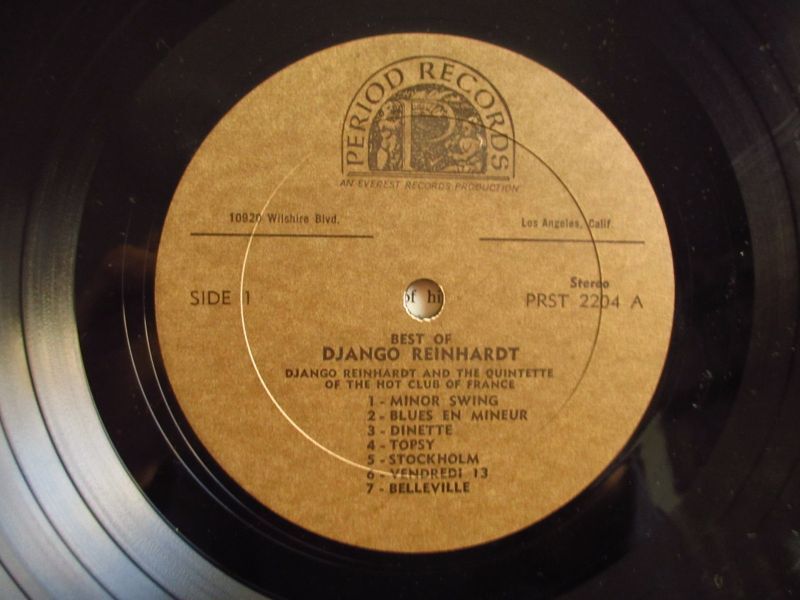 PERIOD RECORDS
P
AN EVEREST RECORDS PRODUCTION
10920 Wilshire Blvd.
Los Angeles, Calif.
SIDE 1
Stereo
PRST 2204 A
of hi
BEST OF
DJANGO REINHARDT
DJANGO REINHARDT AND THE QUINTETTE
OF THE HOT CLUB OF FRANCE
1 - MINOR SWING
2 - BLUES EN MINEUR
3 - DINETTE
4 - TOPSY
5 - STOCKHOLM
6 - VENDREDI 13
7 - BELLEVILLE